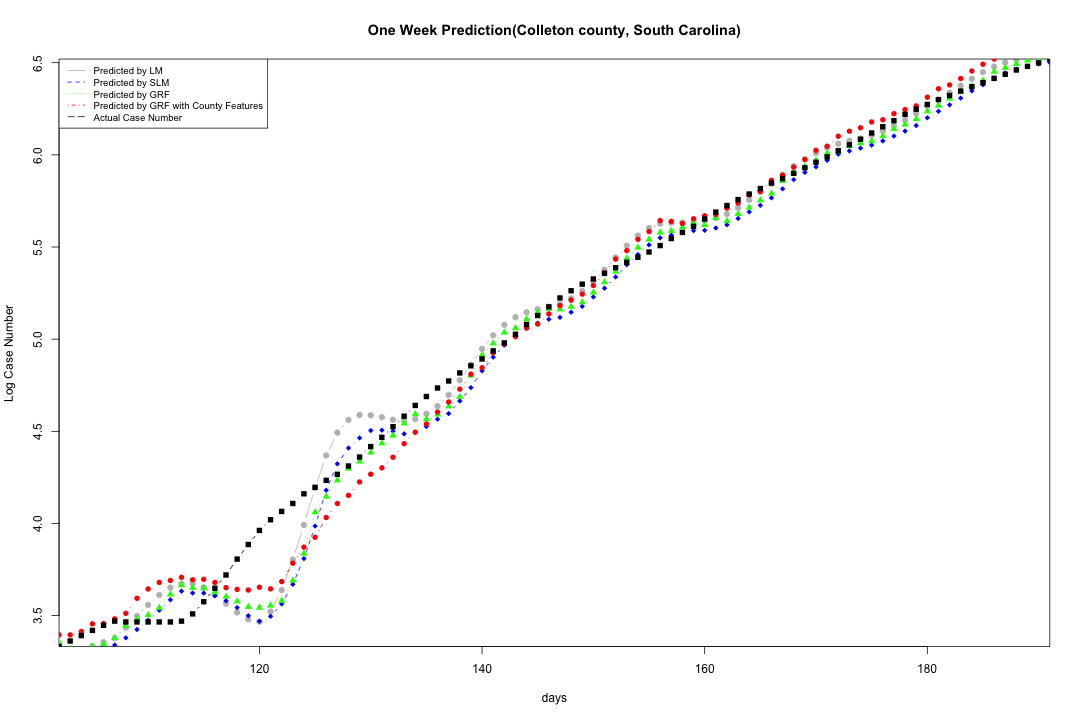 One Week Prediction(Colleton county, South Carolina)
Predicted by LM
Predicted by SLM
Predicted by GRF
Predicted by GRF with County Features
Actual Case Number
6.5
6.0
5.5
5.0
4.5
4.0
3.5
Log Case Number
120 140 160 180
days